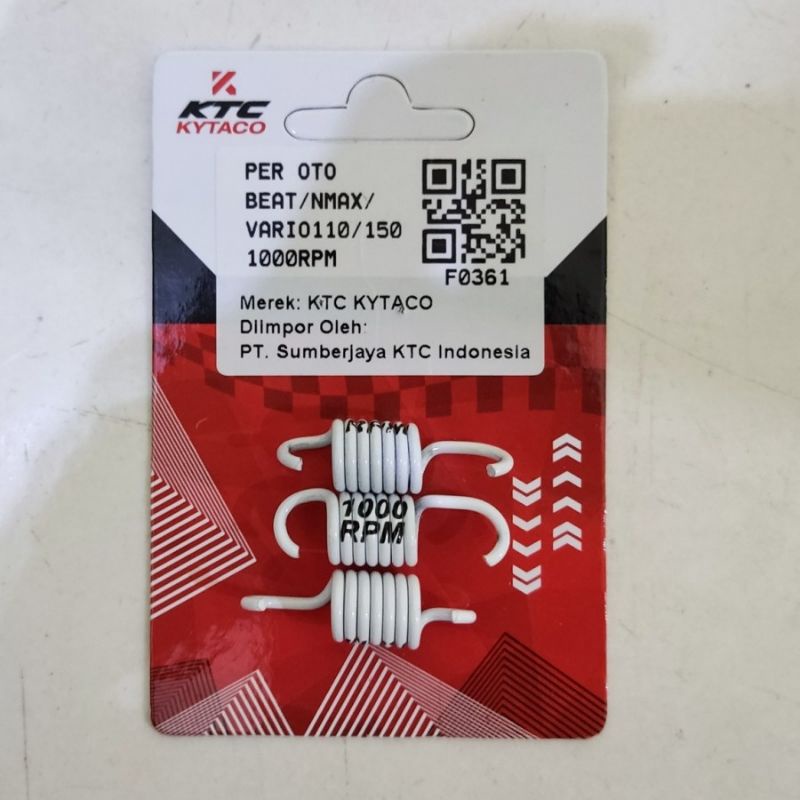 KTC
KYTACO
PER OTO
BEAT/NMAX/
VARIO110/150
1000RPM
F0361
Merek: KTC KYTACO
Diimpor Oleh:
PT. Sumberjaya KTC Indonesia
RPM
1000
RPM